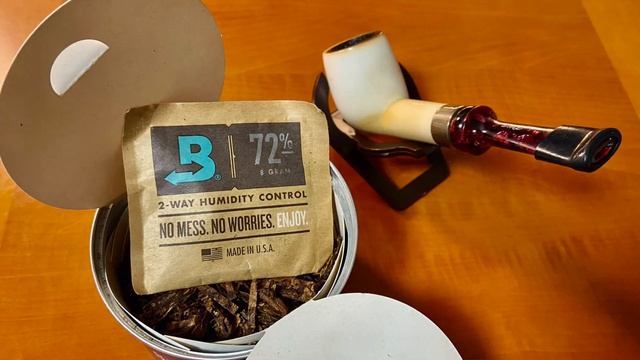 B
72%
8 GRAM
2-WAY HUMIDITY CONTROL
NO MESS. NO WORRIES. ENJOY.
MADE IN U.S.A.